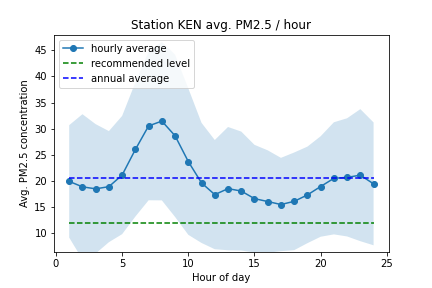 Station KEN avg. PM2.5 / hour
hourly average
recommended level
annual average
Avg. PM2.5 concentration
45
40
35
30
25
20
15
10
0
5
10
15
20
25
Hour of day